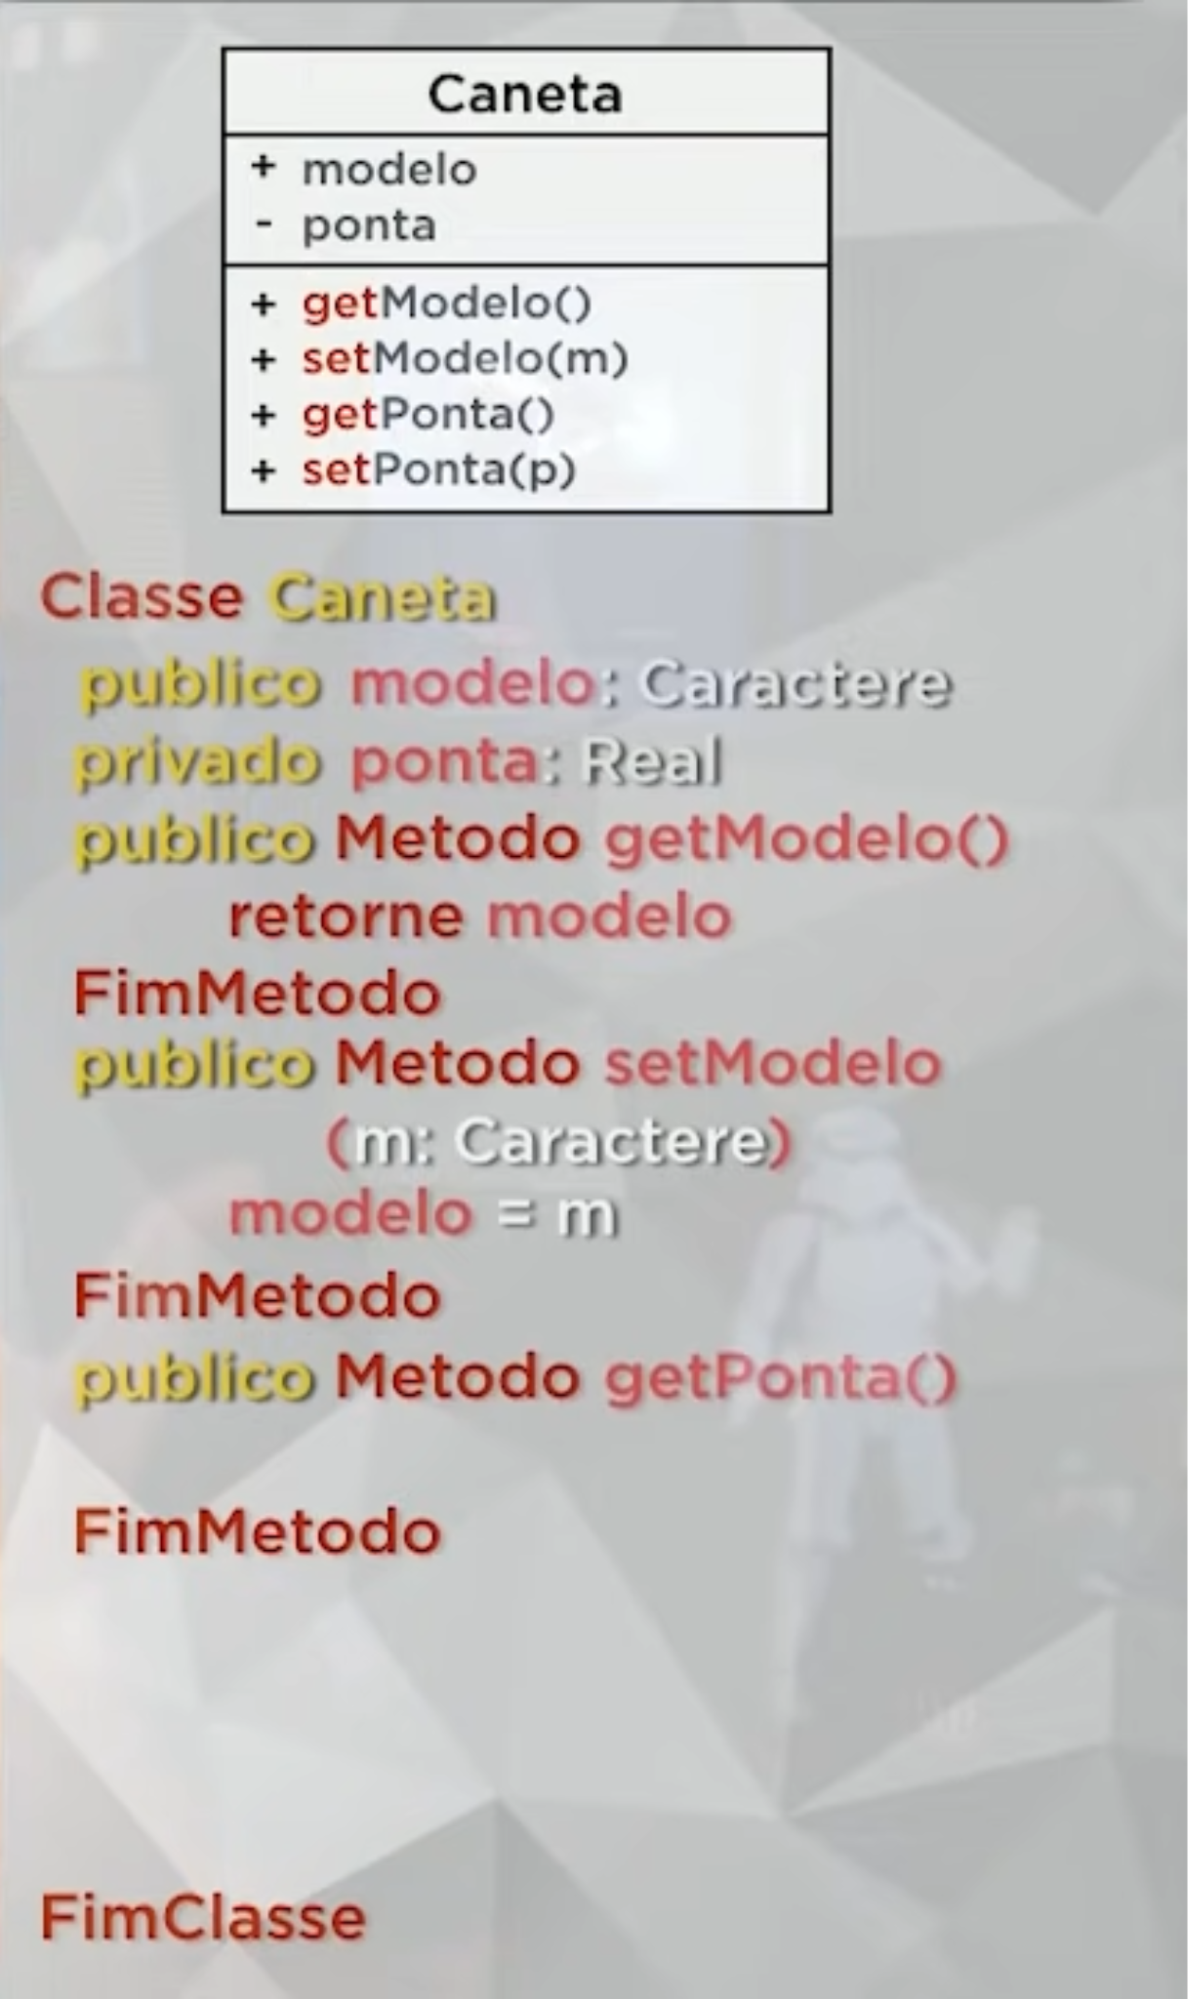 Caneta
+ modelo
- ponta
+ getModelo()
+ setModelo(m)
+ getPonta()
+ setPonta(p)
Classe Caneta
publico modelo: Caractere
privado ponta: Real
publico Metodo getModelo()
retorne modelo
FimMetodo
publico Metodo setModelo
(m: Caractere)
modelo = m
FimMetodo
publico Metodo getPonta()
FimMetodo
FimClasse